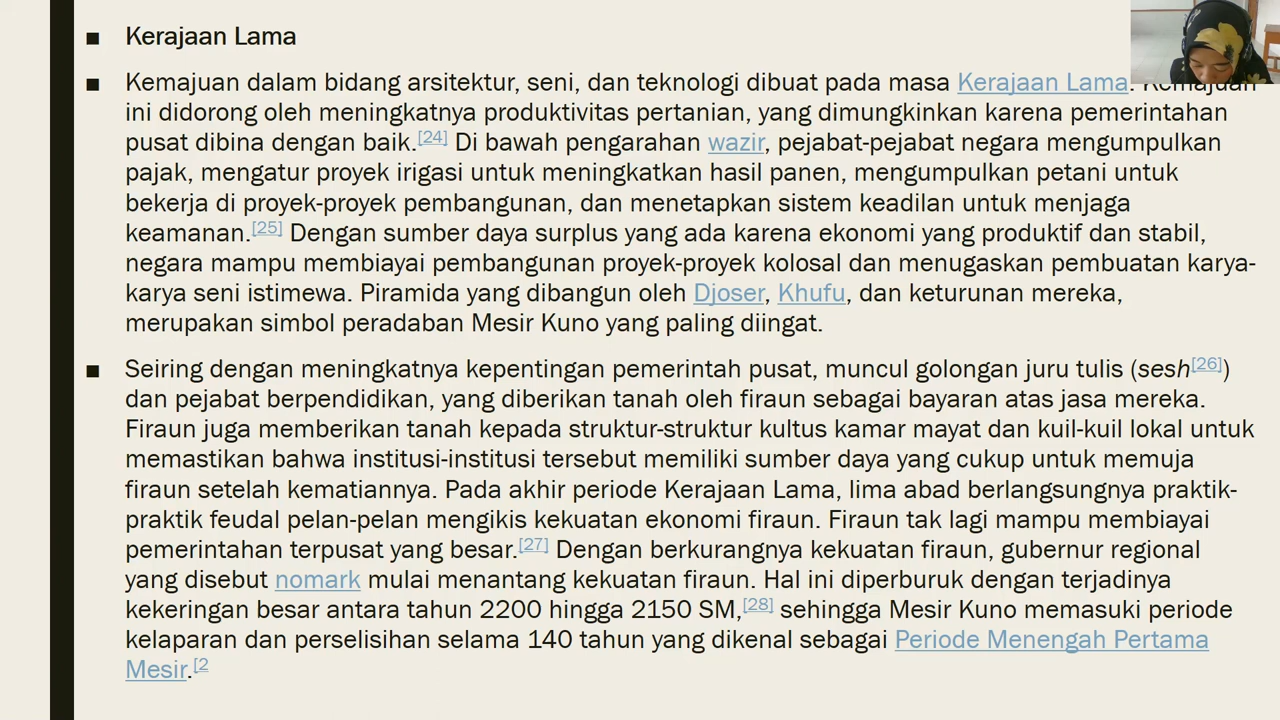 ▪ Kerajaan Lama
▪ Kemajuan dalam bidang arsitektur, seni, dan teknologi dibuat pada masa Kerajaan Lama. Kemajuan
ini didorong oleh meningkatnya produktivitas pertanian, yang dimungkinkan karena pemerintahan
pusat dibina dengan baik.[24] Di bawah pengarahan wazir, pejabat-pejabat negara mengumpulkan
pajak, mengatur proyek irigasi untuk meningkatkan hasil panen, mengumpulkan petani untuk
bekerja di proyek-proyek pembangunan, dan menetapkan sistem keadilan untuk menjaga
keamanan.[25] Dengan sumber daya surplus yang ada karena ekonomi yang produktif dan stabil,
negara mampu membiayai pembangunan proyek-proyek kolosal dan menugaskan pembuatan karya-
karya seni istimewa. Piramida yang dibangun oleh Djoser, Khufu, dan keturunan mereka,
merupakan simbol peradaban Mesir Kuno yang paling diingat.
▪ Seiring dengan meningkatnya kepentingan pemerintah pusat, muncul golongan juru tulis (sesh[26])
dan pejabat berpendidikan, yang diberikan tanah oleh firaun sebagai bayaran atas jasa mereka.
Firaun juga memberikan tanah kepada struktur-struktur kultus kamar mayat dan kuil-kuil lokal untuk
memastikan bahwa institusi-institusi tersebut memiliki sumber daya yang cukup untuk memuja
firaun setelah kematiannya. Pada akhir periode Kerajaan Lama, lima abad berlangsungnya praktik-
praktik feudal pelan-pelan mengikis kekuatan ekonomi firaun. Firaun tak lagi mampu membiayai
pemerintahan terpusat yang besar.[27] Dengan berkurangnya kekuatan firaun, gubernur regional
yang disebut nomark mulai menantang kekuatan firaun. Hal ini diperburuk dengan terjadinya
kekeringan besar antara tahun 2200 hingga 2150 SM,[28] sehingga Mesir Kuno memasuki periode
kelaparan dan perselisihan selama 140 tahun yang dikenal sebagai Periode Menengah Pertama
Mesir.[2